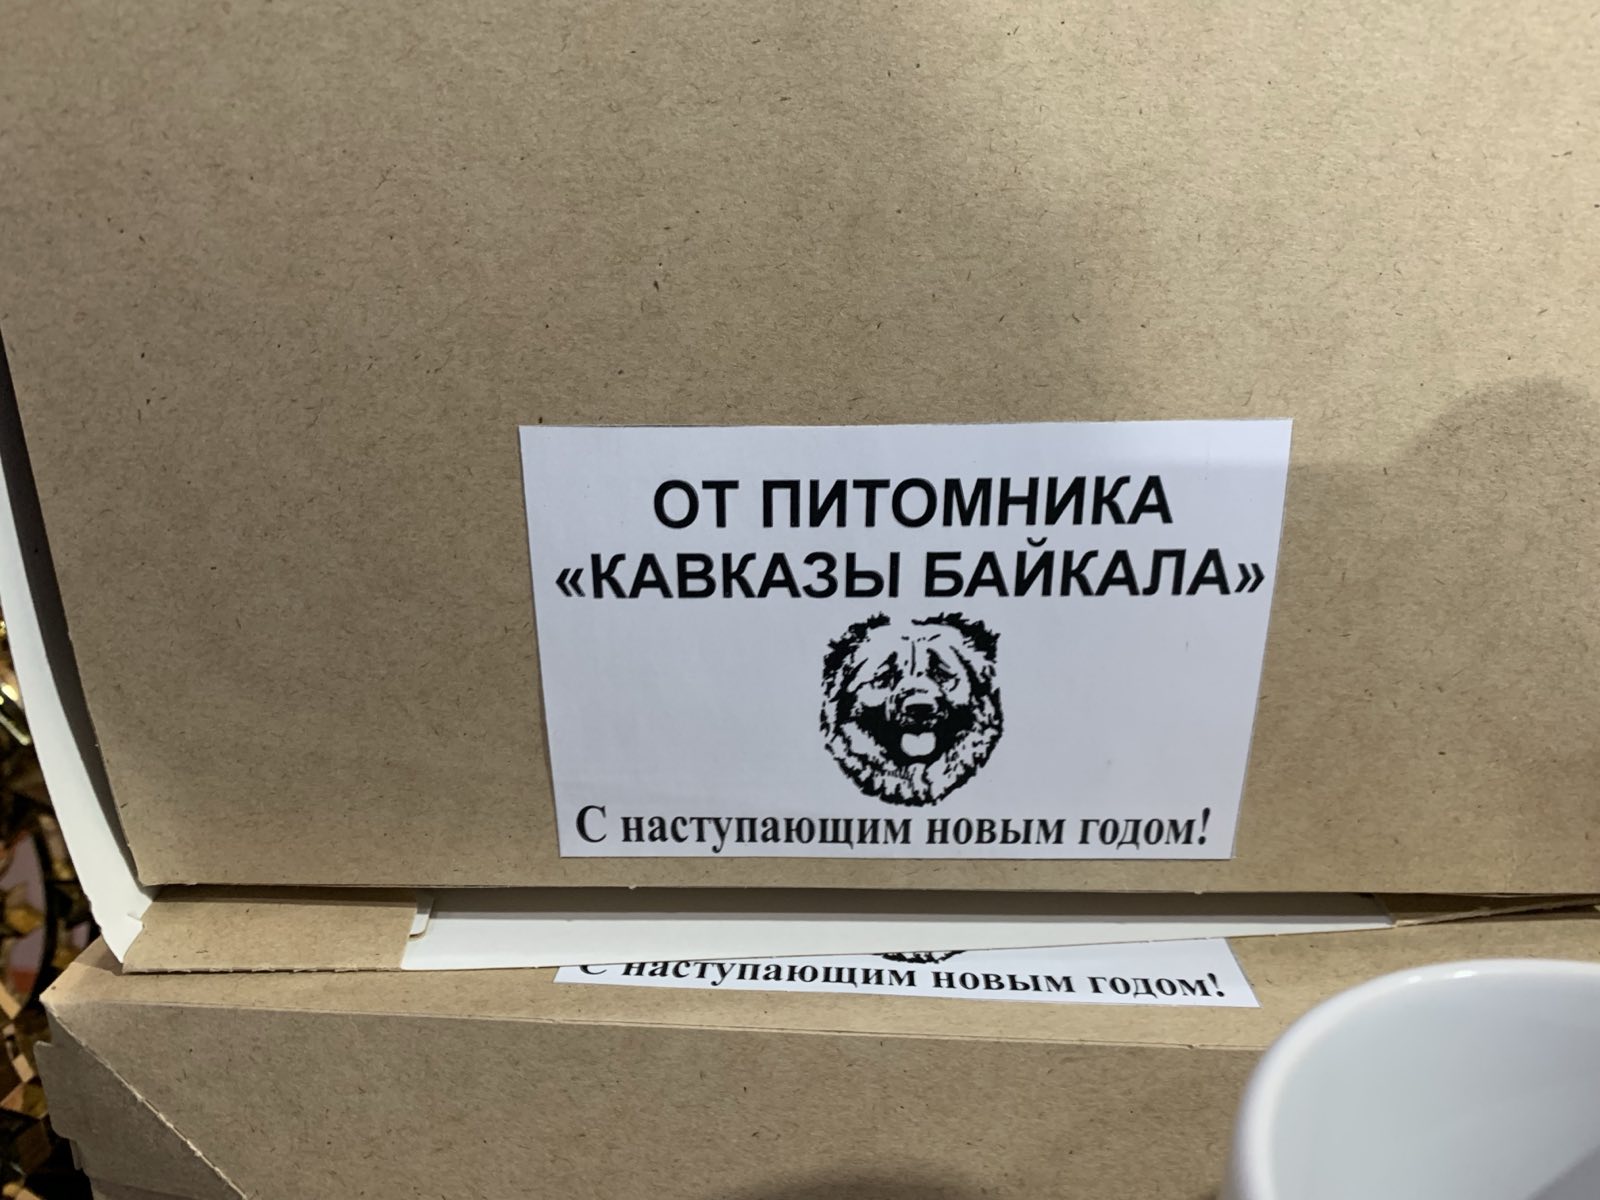 ОТ ПИТОМНИКА
«КАВКАЗЫ БАЙКАЛА»
С наступающим новым годом!
С наступающим новым годом!